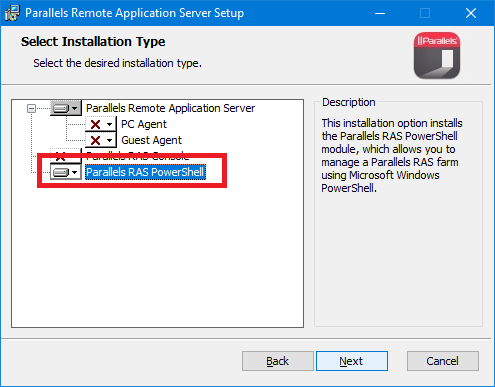 Parallels Remote Application Server Setup
Select Installation Type
Select the desired installation type.
||Parallels
Parallels Remote Application Server
PC Agent
Guest Agent
Parallels RAS Console
Parallels RAS PowerShell
Description
This installation option installs
the Parallels RAS PowerShell
module, which allows you to
manage a Parallels RAS farm
using Microsoft Windows
PowerShell.
Back
Next
Cancel